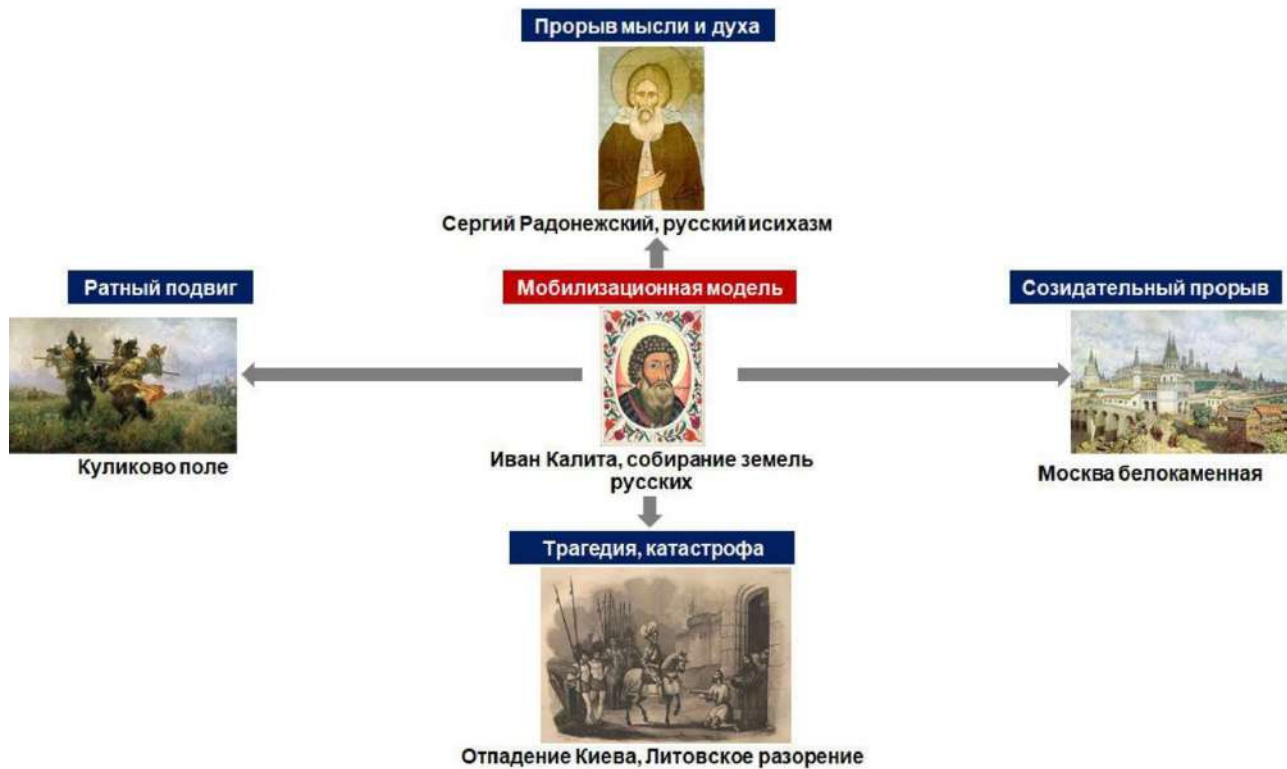 Прорыв мысли и духа
Сергий Радонежский, русский исихазм
Ратный подвиг
Мобилизационная модель
Созидательный прорыв
Куликово поле
Иван Калита, собирание земель
русских
Москва белокаменная
Трагедия, катастрофа
Отпадение Киева, Литовское разорение